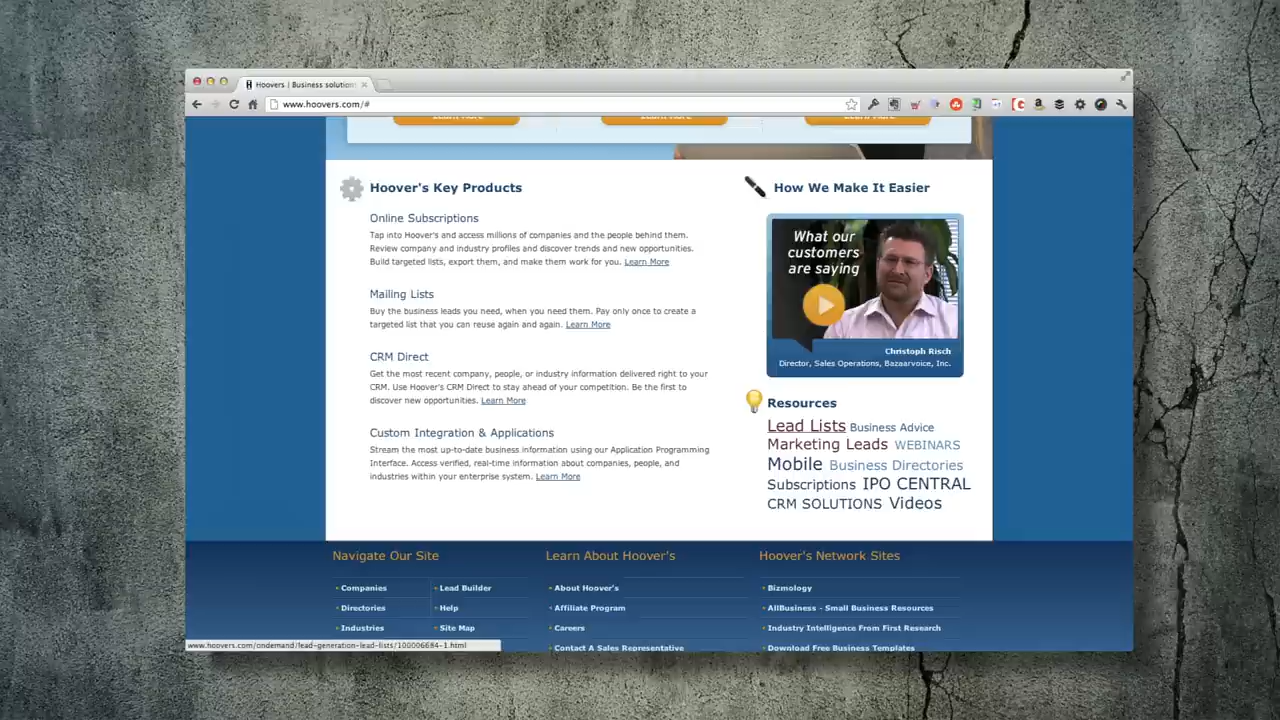 Hoovers | Business solution
www.hoovers.com/#
Learn More
Learn More
Learn More
Hoover's Key Products
Online Subscriptions
Tap into Hoover's and access millions of companies and the people behind them.
Review company and industry profiles and discover trends and new opportunities.
Build targeted lists, export them, and make them work for you. Learn More
Mailing Lists
Buy the business leads you need, when you need them. Pay only once to create a
targeted list that you can reuse again and again. Learn More
CRM Direct
Get the most recent company, people, or industry information delivered right to your
CRM. Use Hoover's CRM Direct to stay ahead of your competition. Be the first to
discover new opportunities. Learn More
Custom Integration & Applications
Stream the most up-to-date business information using our Application Programming
Interface. Access verified, real-time information about companies, people, and
industries within your enterprise system. Learn More
How We Make It Easier
What our
customers
are saying
Christoph Risch
Director, Sales Operations, Bazaarvoice, Inc.
Resources
Lead Lists Business Advice
Marketing Leads WEBINARS
Mobile Business Directories
Subscriptions IPO CENTRAL
CRM SOLUTIONS Videos
Navigate Our Site
Companies
Directories
Industries
Lead Builder
Help
Site Map
Learn About Hoover's
About Hoover's
Affiliate Program
Careers
Contact A Sales Representative
Hoover's Network Sites
Bizmology
AllBusiness - Small Business Resources
Industry Intelligence From First Research
Download Free Business Templates
www.hoovers.com/ondemand/lead-generation-lead-lists/100006684-1.html